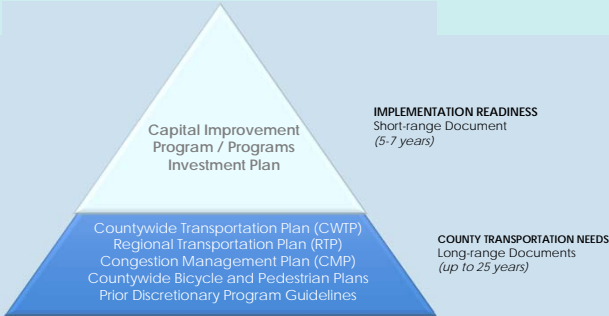 Capital Improvement
Program / Programs
Investment Plan
IMPLEMENTATION READINESS
Short-range Document
(5-7 years)
Countywide Transportation Plan (CWTP)
Regional Transportation Plan (RTP)
Congestion Management Plan (CMP)
Countywide Bicycle and Pedestrian Plans
Prior Discretionary Program Guidelines
COUNTY TRANSPORTATION NEEDS
Long-range Documents
(up to 25 years)